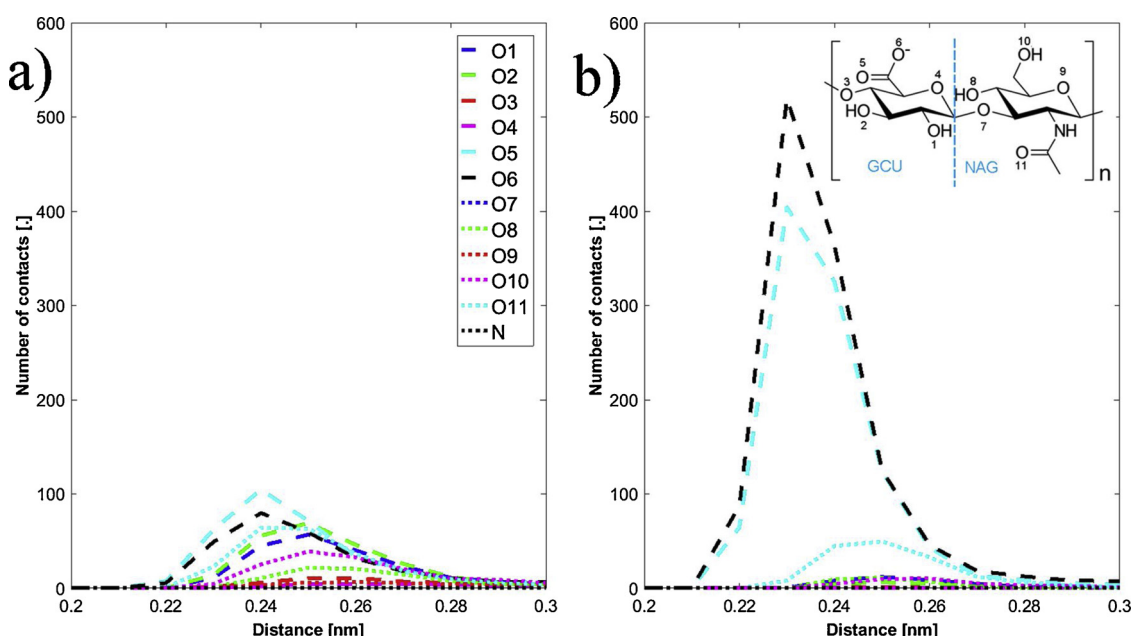 a)
600
500
400
300
200
100
0
Number of contacts [.]
0.2 0.22 0.24 0.26 0.28 0.3
Distance [nm]
O1
O2
O3
O4
O5
O6
O7
O8
O9
O10
O11
N
b)
600
500
400
300
200
100
0
Number of contacts [.]
0.2 0.22 0.24 0.26 0.28 0.3
Distance [nm]
6 10
O- HO
5 4 8 9
O 3 O HO O
O HO 2 OH O 7 NH
1 O
11
GCU NAG n